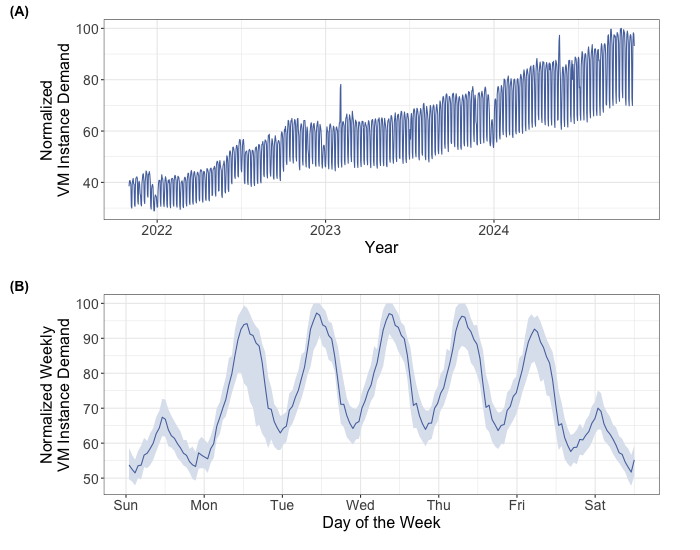 (A)
Normalized
VM Instance Demand
100
80
60
40
2022
2023
2024
Year
(B)
Normalized Weekly
VM Instance Demand
100
90
80
70
60
50
Sun
Mon
Tue
Wed
Thu
Fri
Sat
Day of the Week